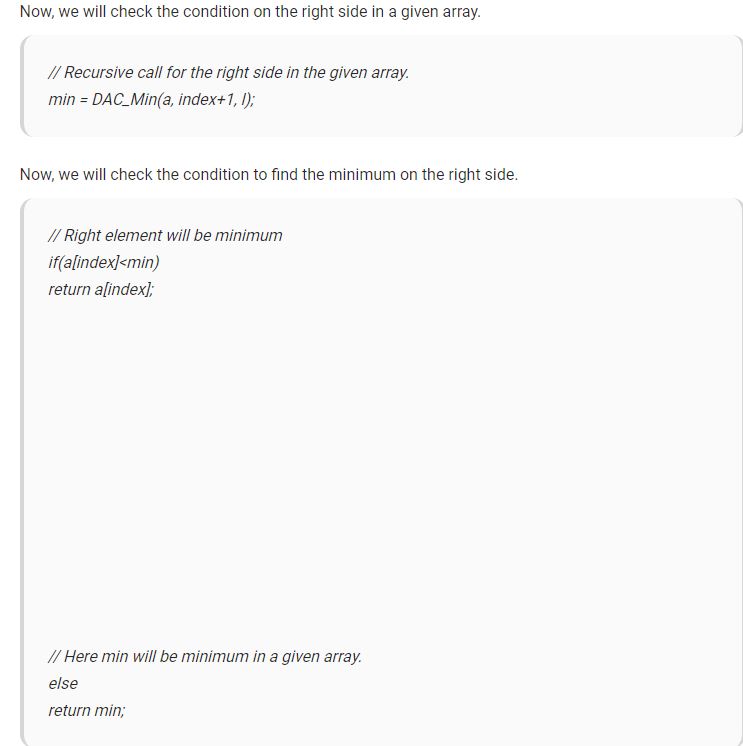 Now, we will check the condition on the right side in a given array.
// Recursive call for the right side in the given array.
min = DAC_Min(a, index+1, l);
Now, we will check the condition to find the minimum on the right side.
// Right element will be minimum
if(a[index]<min)
return a[index];
// Here min will be minimum in a given array.
else
return min;